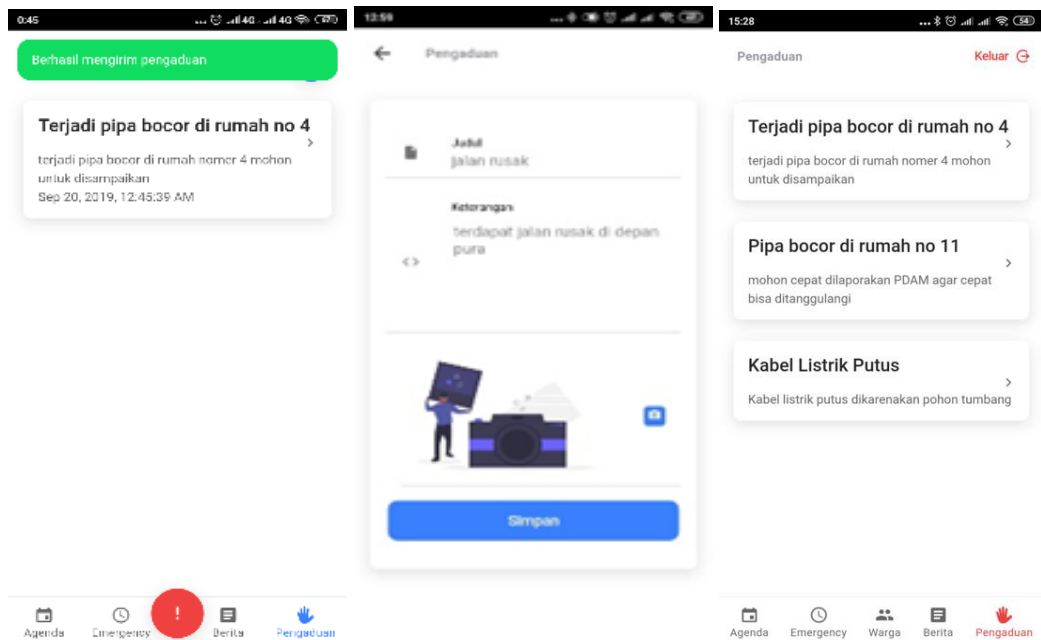 0:45
4G 4G
Berhasil mengirim pengaduan
Terjadi pipa bocor di rumah no 4
terjadi pipa bocor di rumah nomer 4 mohon
untuk disampaikan
Sep 20, 2019, 12:45:39 AM
Agenda
Emergency
!
Berita
Pengaduan
12:59
Pengaduan
Judul
jalan rusak
Keterangan
terdapat jalan rusak di depan
pura
Simpan
15:28
54
Pengaduan
Keluar
Terjadi pipa bocor di rumah no 4
terjadi pipa bocor di rumah nomer 4 mohon
untuk disampaikan
Pipa bocor di rumah no 11
mohon cepat dilaporakan PDAM agar cepat
bisa ditanggulangi
Kabel Listrik Putus
Kabel listrik putus dikarenakan pohon tumbang
Agenda
Emergency
Warga
Berita
Pengaduan